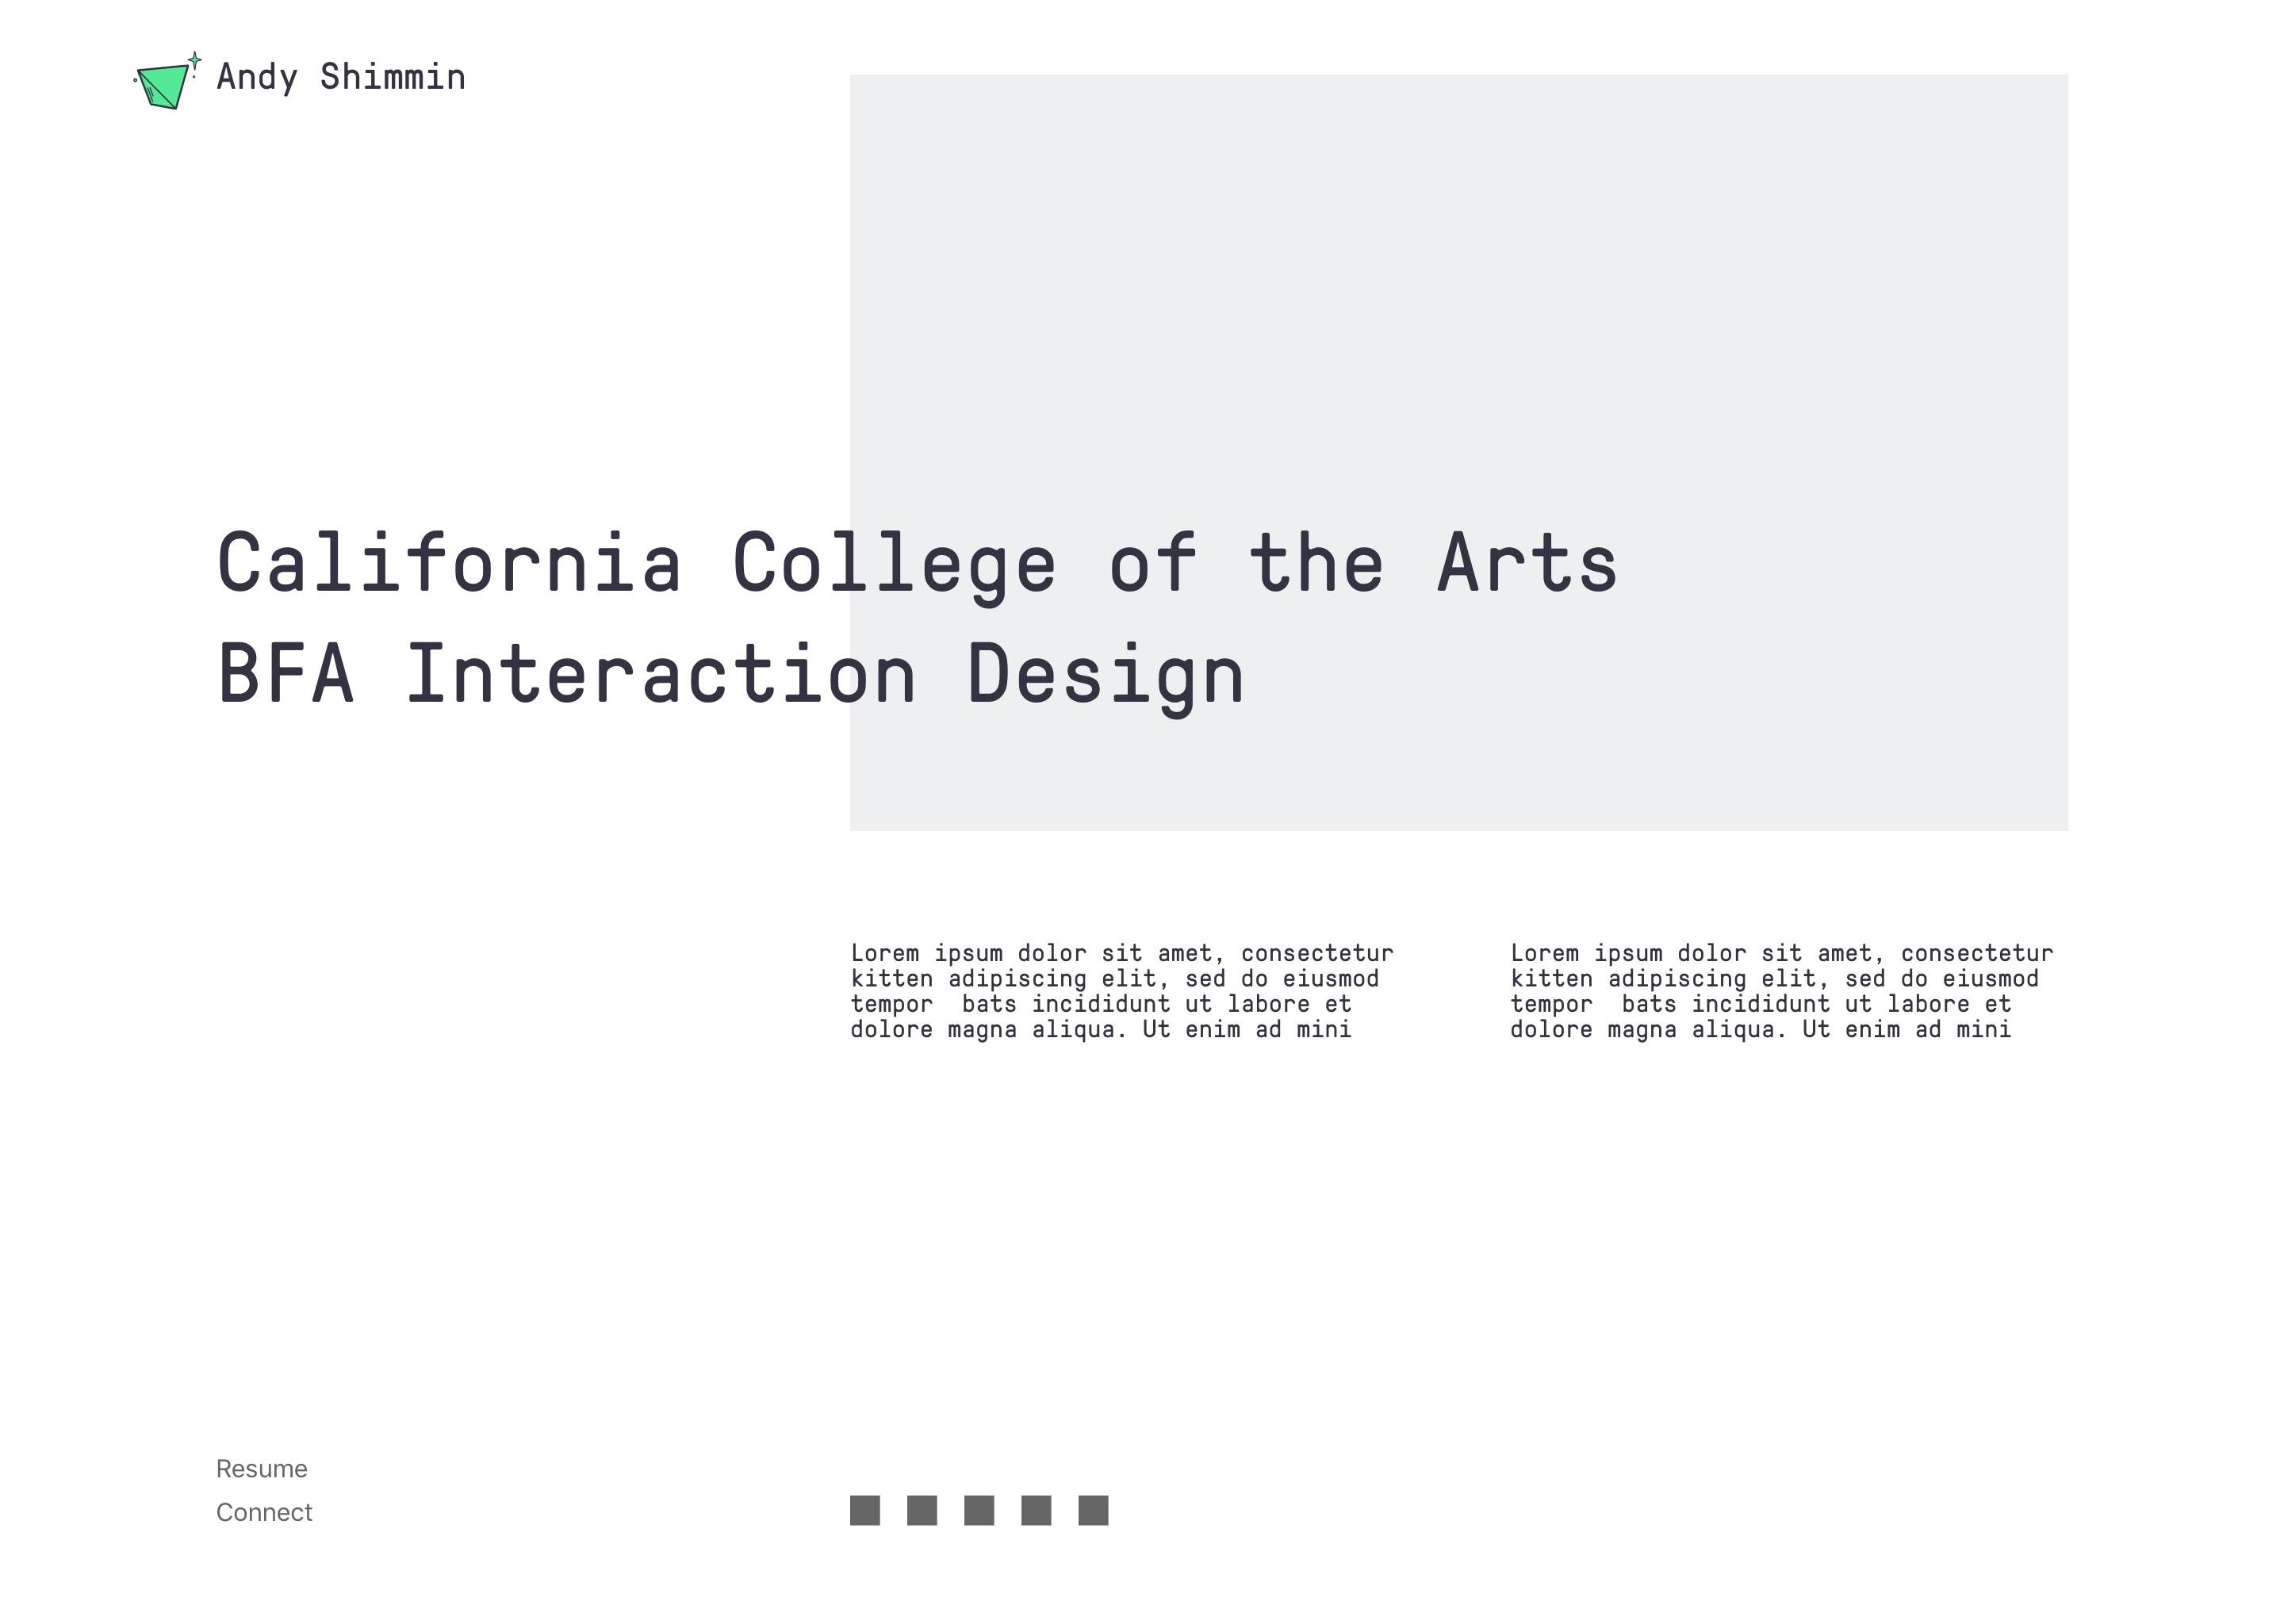 Andy Shimmin
California College of the Arts
BFA Interaction Design
Lorem ipsum dolor sit amet, consectetur
kitten adipiscing elit, sed do eiusmod
tempor  bats incididunt ut labore et
dolore magna aliqua. Ut enim ad mini
Lorem ipsum dolor sit amet, consectetur
kitten adipiscing elit, sed do eiusmod
tempor  bats incididunt ut labore et
dolore magna aliqua. Ut enim ad mini
Resume
Connect